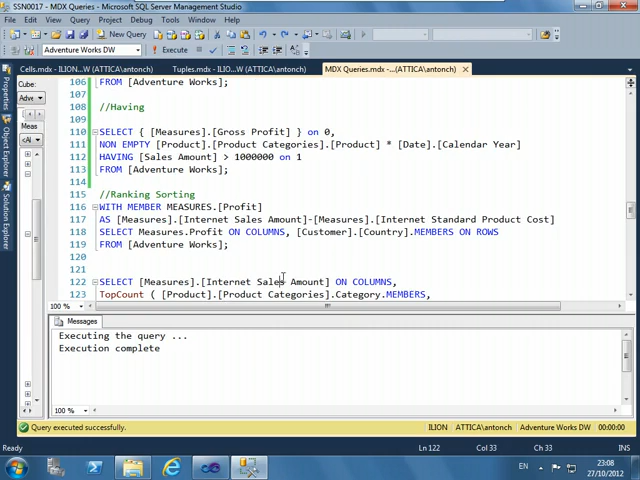 SSN0017 - MDX Queries - Microsoft SQL Server Management Studio
File Edit View Query Project Debug Tools Window Help
New Query
Adventure Works DW Execute
Cells.mdx - ILION...W (ATTICA\antonch) Tuples.mdx - ILIO...W (ATTICA\antonch) MDX Queries.mdx -...(ATTICA\antonch)
Properties
Object Explorer
Solution Explorer
Cube:
Adve
Meas
<Al
106 FROM [Adventure Works];
107
108 //Having
109
110 SELECT { [Measures].[Gross Profit] } on 0,
111 NON EMPTY [Product].[Product Categories].[Product] * [Date].[Calendar Year]
112 HAVING [Sales Amount] > 1000000 on 1
113 FROM [Adventure Works];
114
115 //Ranking Sorting
116 WITH MEMBER MEASURES.[Profit]
117 AS [Measures].[Internet Sales Amount]-[Measures].[Internet Standard Product Cost]
118 SELECT Measures.Profit ON COLUMNS, [Customer].[Country].MEMBERS ON ROWS
119 FROM [Adventure Works];
120
121
122 SELECT [Measures].[Internet Sales Amount] ON COLUMNS,
123 TopCount ( [Product].[Product Categories].Category.MEMBERS,
100 %
Messages
Executing the query ...
Execution complete
100 %
Query executed successfully. ILION ATTICA\antonch Adventure Works DW 00:00:00
Ready Ln 122 Col 33 Ch 33 INS
EN 23:08
27/10/2012